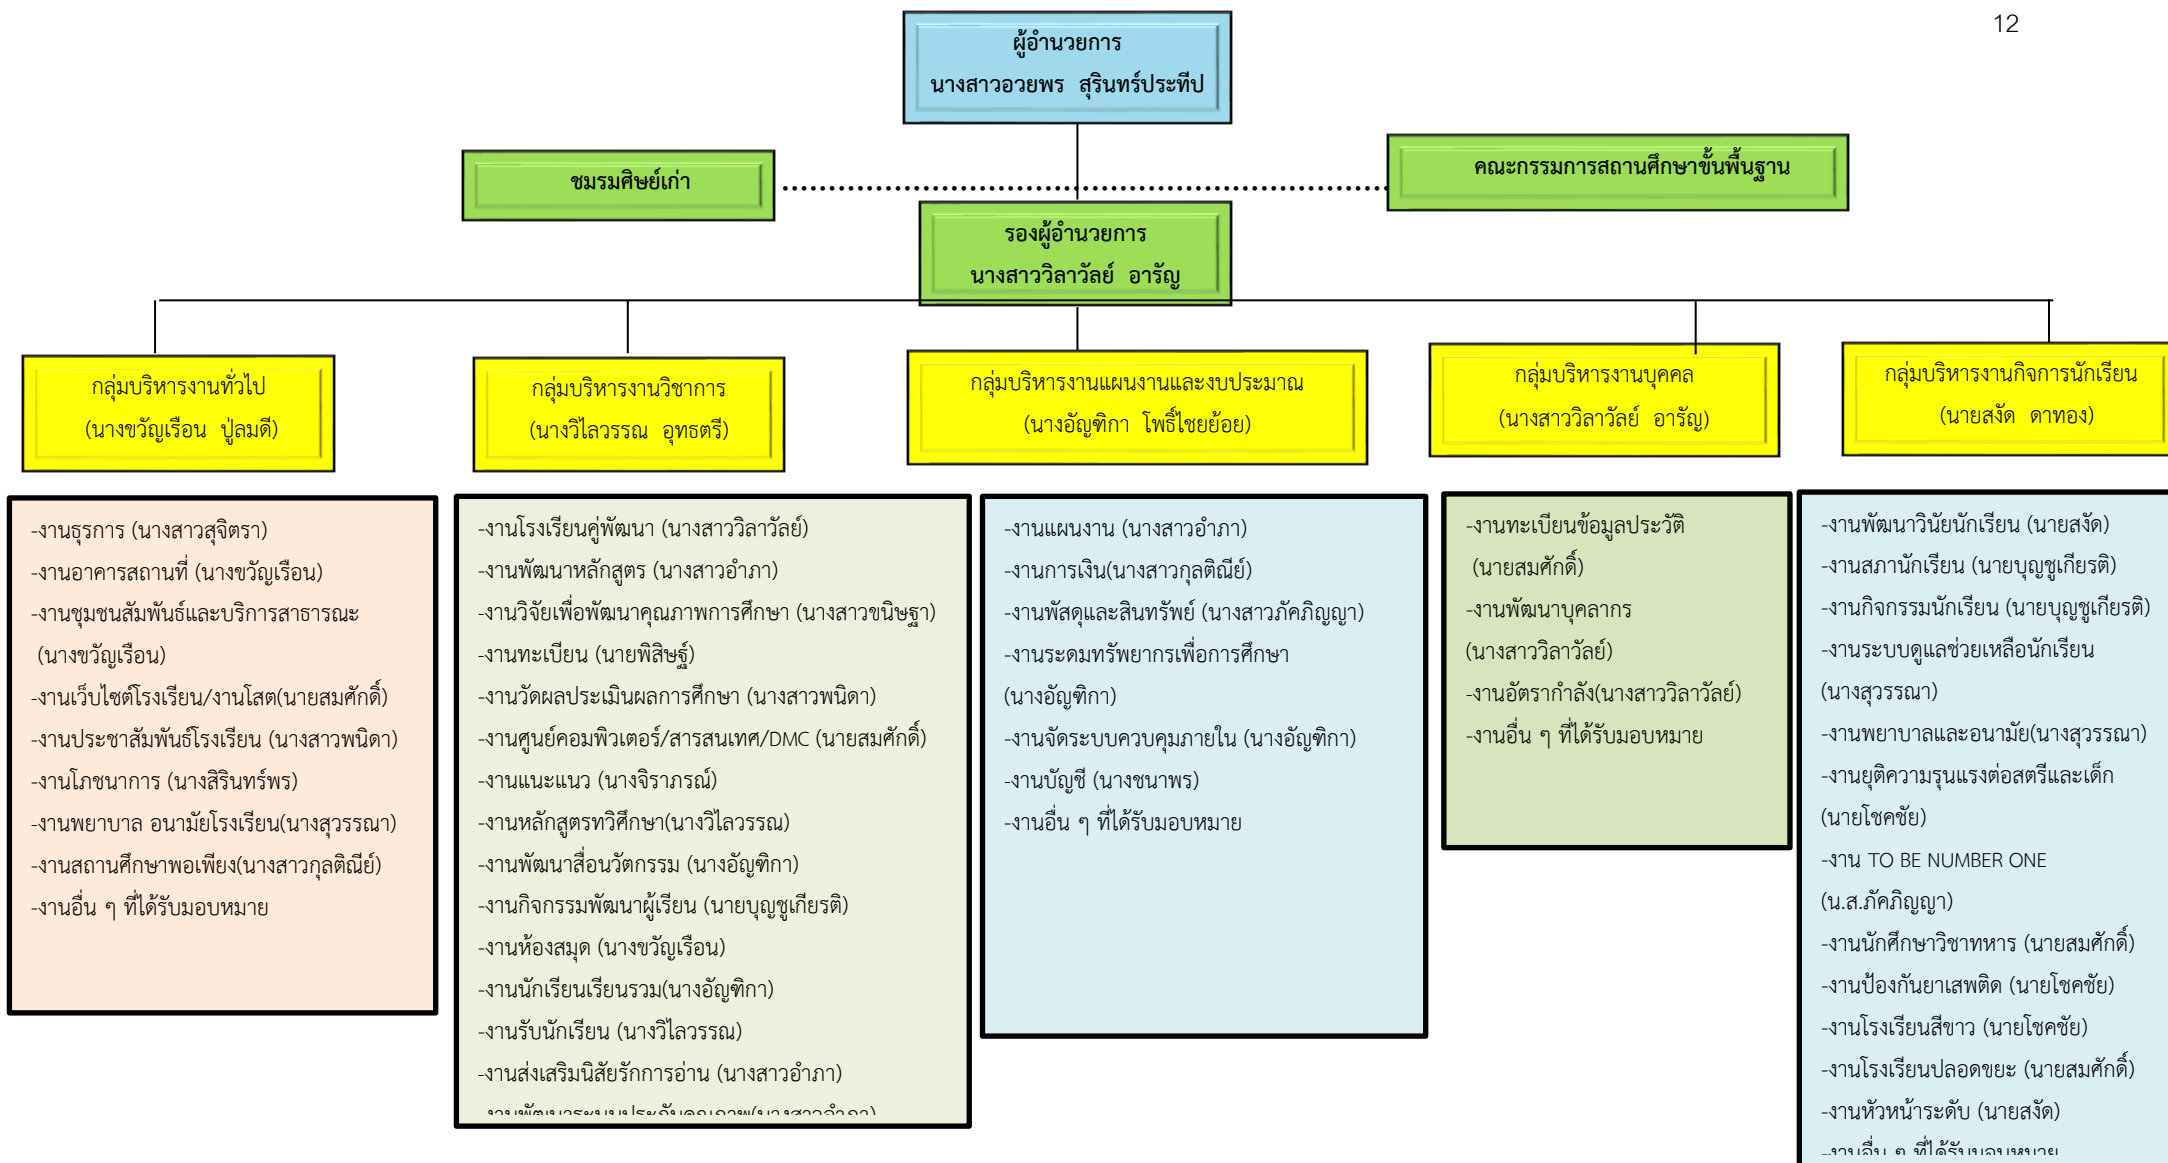 12
ผู้อำนวยการ
นางสาวอวยพร สุรินทร์ประทีป
ชมรมศิษย์เก่า
คณะกรรมการสถานศึกษาขั้นพื้นฐาน
รองผู้อำนวยการ
นางสาววิลาวัลย์ อารัญ
กลุ่มบริหารงานทั่วไป
(นางขวัญเรือน ปู่ลมดี)
กลุ่มบริหารงานวิชาการ
(นางวิไลวรรณ อุทธตรี)
กลุ่มบริหารงานแผนงานและงบประมาณ
(นางอัญฑิกา โพธิ์ไชยย้อย)
กลุ่มบริหารงานบุคคล
(นางสาววิลาวัลย์ อารัญ)
กลุ่มบริหารงานกิจการนักเรียน
(นายสงัด ดาทอง)
-งานธุรการ (นางสาวสุจิตรา)
-งานอาคารสถานที่ (นางขวัญเรือน)
-งานชุมชนสัมพันธ์และบริการสาธารณะ
(นางขวัญเรือน)
-งานเว็บไซต์โรงเรียน/งานโสต(นายสมศักดิ์)
-งานประชาสัมพันธ์โรงเรียน (นางสาวพนิดา)
-งานโภชนาการ (นางสิรินทร์พร)
-งานพยาบาล อนามัยโรงเรียน(นางสุวรรณา)
-งานสถานศึกษาพอเพียง(นางสาวกุลติณีย์)
-งานอื่น ๆ ที่ได้รับมอบหมาย
-งานโรงเรียนคู่พัฒนา (นางสาววิลาวัลย์)
-งานพัฒนาหลักสูตร (นางสาวอำภา)
-งานวิจัยเพื่อพัฒนาคุณภาพการศึกษา (นางสาวขนิษฐา)
-งานทะเบียน (นายพิสิษฐ์)
-งานวัดผลประเมินผลการศึกษา (นางสาวพนิดา)
-งานศูนย์คอมพิวเตอร์/สารสนเทศ/DMC (นายสมศักดิ์)
-งานแนะแนว (นางจิราภรณ์)
-งานหลักสูตรทวิศึกษา(นางวิไลวรรณ)
-งานพัฒนาสื่อนวัตกรรม (นางอัญฑิกา)
-งานกิจกรรมพัฒนาผู้เรียน (นายบุญชูเกียรติ)
-งานห้องสมุด (นางขวัญเรือน)
-งานนักเรียนเรียนรวม(นางอัญฑิกา)
-งานรับนักเรียน (นางวิไลวรรณ)
-งานส่งเสริมนิสัยรักการอ่าน (นางสาวอำภา)
-งานพัฒนาระบบประกันคุณภาพ(นางสาวอำภา)
-งานแผนงาน (นางสาวอำภา)
-งานการเงิน(นางสาวกุลติณีย์)
-งานพัสดุและสินทรัพย์ (นางสาวภัคภิญญา)
-งานระดมทรัพยากรเพื่อการศึกษา
(นางอัญฑิกา)
-งานจัดระบบควบคุมภายใน (นางอัญฑิกา)
-งานบัญชี (นางชนาพร)
-งานอื่น ๆ ที่ได้รับมอบหมาย
-งานทะเบียนข้อมูลประวัติ
(นายสมศักดิ์)
-งานพัฒนาบุคลากร
(นางสาววิลาวัลย์)
-งานอัตรากำลัง(นางสาววิลาวัลย์)
-งานอื่น ๆ ที่ได้รับมอบหมาย
-งานพัฒนาวินัยนักเรียน (นายสงัด)
-งานสภานักเรียน (นายบุญชูเกียรติ)
-งานกิจกรรมนักเรียน (นายบุญชูเกียรติ)
-งานระบบดูแลช่วยเหลือนักเรียน
(นางสุวรรณา)
-งานพยาบาลและอนามัย(นางสุวรรณา)
-งานยุติความรุนแรงต่อสตรีและเด็ก
(นายโชคชัย)
-งาน TO BE NUMBER ONE
(น.ส.ภัคภิญญา)
-งานนักศึกษาวิชาทหาร (นายสมศักดิ์)
-งานป้องกันยาเสพติด (นายโชคชัย)
-งานโรงเรียนสีขาว (นายโชคชัย)
-งานโรงเรียนปลอดขยะ (นายสมศักดิ์)
-งานหัวหน้าระดับ (นายสงัด)
-งานอื่น ๆ ที่ได้รับมอบหมาย